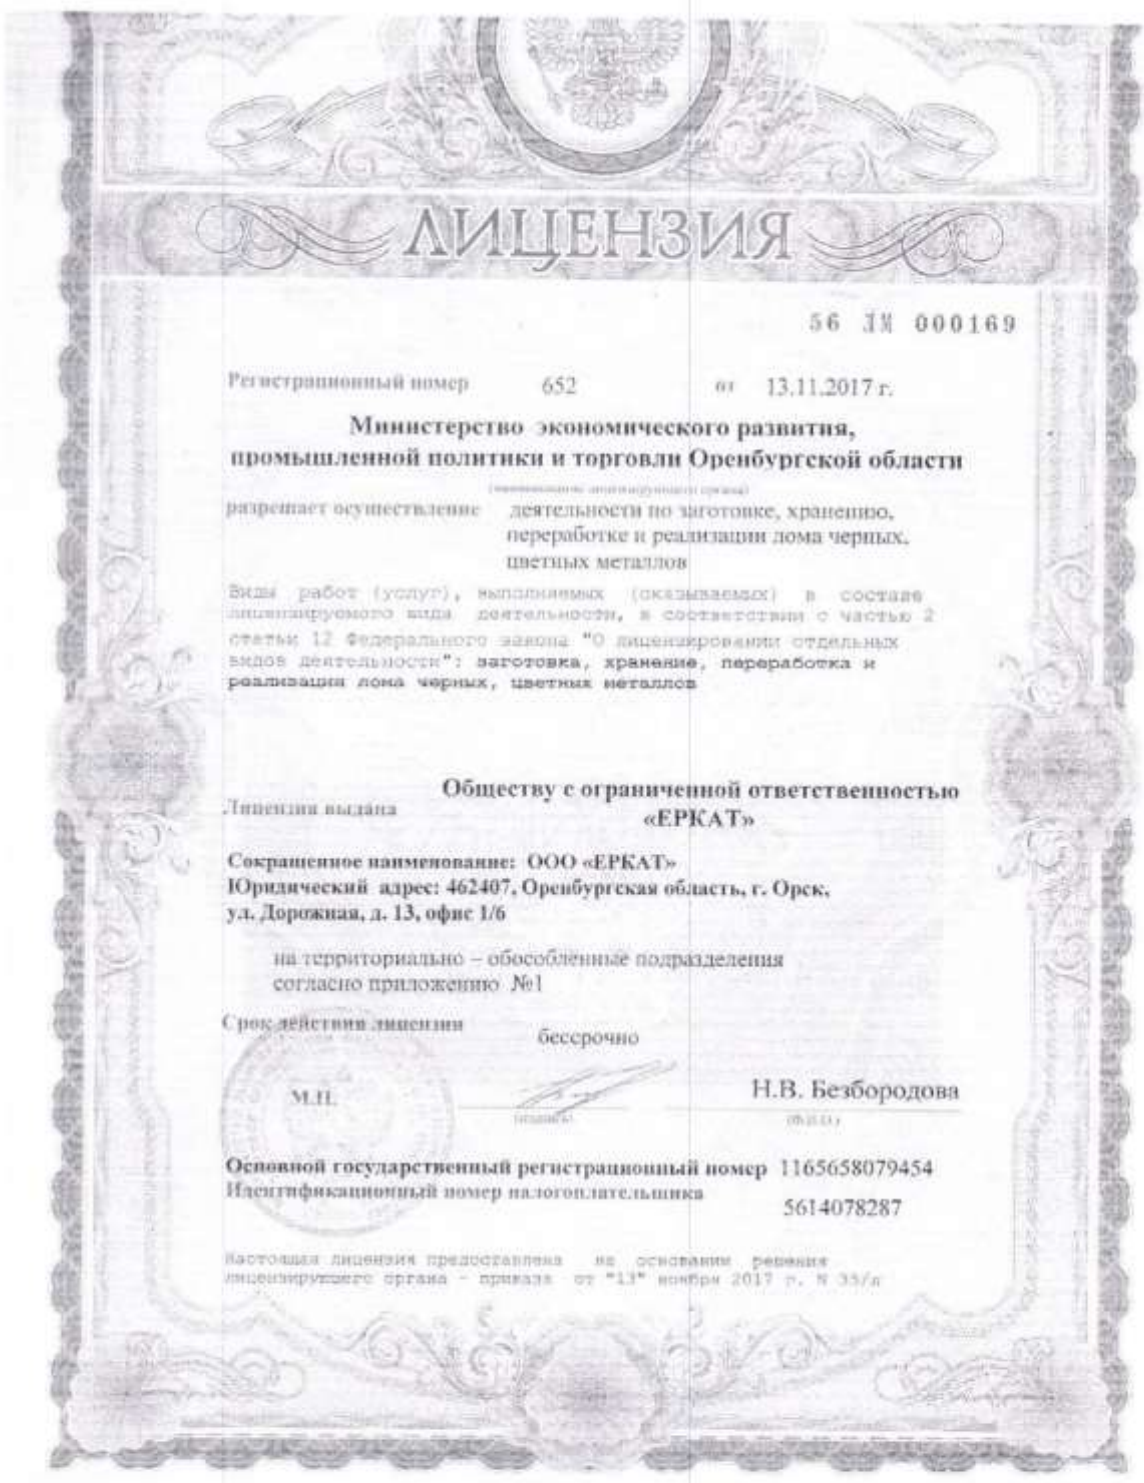 ЛИЦЕНЗИЯ
56 ЛМ 000169
Регистрационный номер 652 от 13.11.2017 г.
Министерство экономического развития,
промышленной политики и торговли Оренбургской области
(наименование лицензирующего органа)
разрешает осуществление деятельности по заготовке, хранению,
переработке и реализации лома черных,
цветных металлов
Виды работ (услуг), выполняемых (оказываемых) в составе
лицензируемого вида деятельности, в соответствии с частью 2
статьи 12 Федерального закона "О лицензировании отдельных
видов деятельности": заготовка, хранение, переработка и
реализация лома черных, цветных металлов
Обществу с ограниченной ответственностью
Лицензия выдана «ЕРКАТ»
Сокращенное наименование: ООО «ЕРКАТ»
Юридический адрес: 462407, Оренбургская область, г. Орск,
ул. Дорожная, д. 13, офис 1/6
на территориально – обособленные подразделения
согласно приложению №1
Срок действия лицензии бессрочно
М.П. Н.В. Безбородова
(подпись) (Ф.И.О.)
Основной государственный регистрационный номер 1165658079454
Идентификационный номер налогоплательщика 5614078287
Настоящая лицензия предоставлена на основании решения
лицензирующего органа - приказа от "13" ноября 2017 г. N 35/л